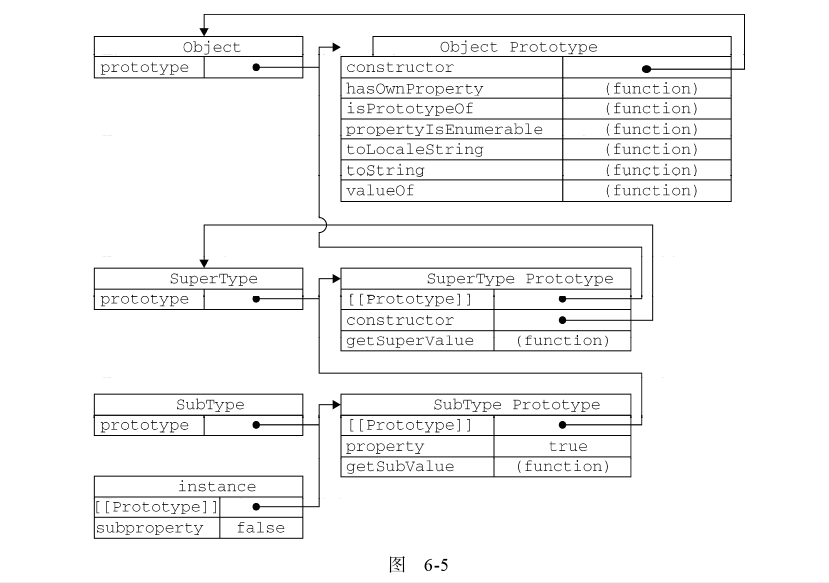 Object
prototype
Object Prototype
constructor
hasOwnProperty (function)
isPrototypeOf (function)
propertyIsEnumerable (function)
toLocaleString (function)
toString (function)
valueOf (function)
SuperType
prototype
SuperType Prototype
[[Prototype]]
constructor
getSuperValue (function)
SubType
prototype
SubType Prototype
[[Prototype]]
property true
getSubValue (function)
instance
[[Prototype]]
subproperty false
图 6-5